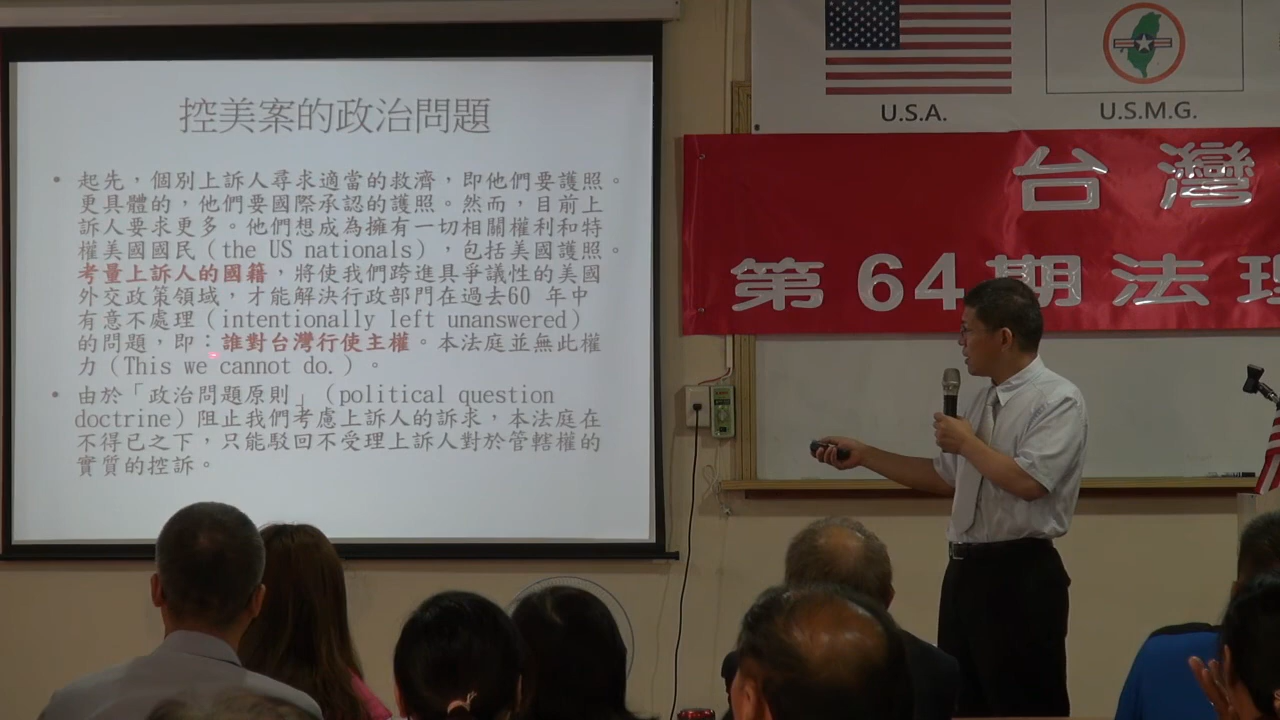 控美案的政治問題
• 起先，個別上訴人尋求適當的救濟，即他們要護照。
更具體的，他們要國際承認的護照。然而，目前上
訴人要求更多。他們想成為擁有一切相關權利和特
權美國國民（the US nationals），包括美國護照。
考量上訴人的國籍，將使我們跨進具爭議性的美國
外交政策領域，才能解決行政部門在過去60 年中
有意不處理（intentionally left unanswered）
的問題，即：誰對台灣行使主權。本法庭並無此權
力（This we cannot do.）。
• 由於「政治問題原則」（political question
doctrine）阻止我們考慮上訴人的訴求，本法庭在
不得已之下，只能駁回不受理上訴人對於管轄權的
實質的控訴。
U.S.A.
U.S.M.G.
台灣
第64期法理